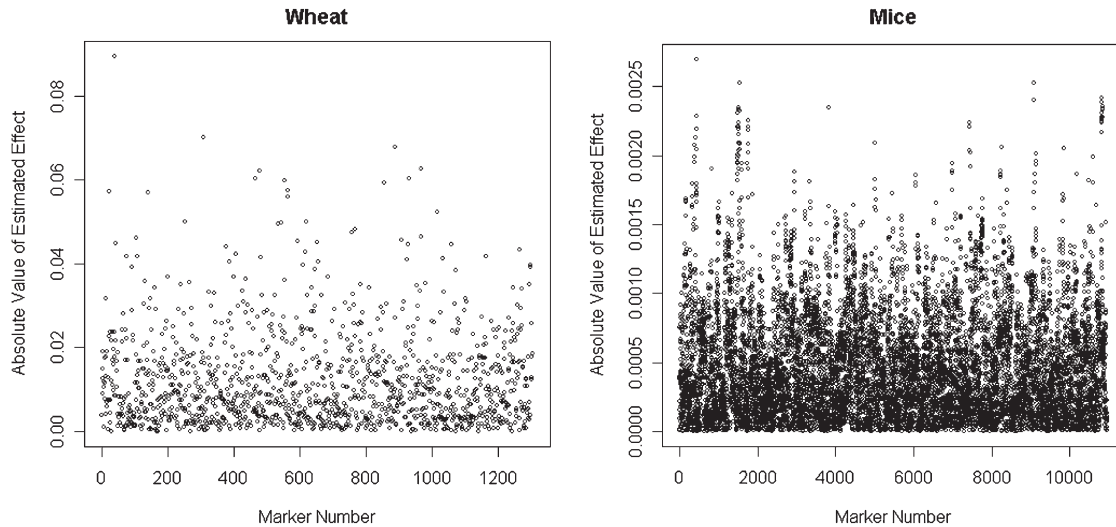 Wheat
Absolute Value of Estimated Effect
0.08
0.06
0.04
0.02
0.00
0 200 400 600 800 1000 1200
Marker Number
Mice
Absolute Value of Estimated Effect
0.0025
0.0020
0.0015
0.0010
0.0005
0.0000
0 2000 4000 6000 8000 10000
Marker Number